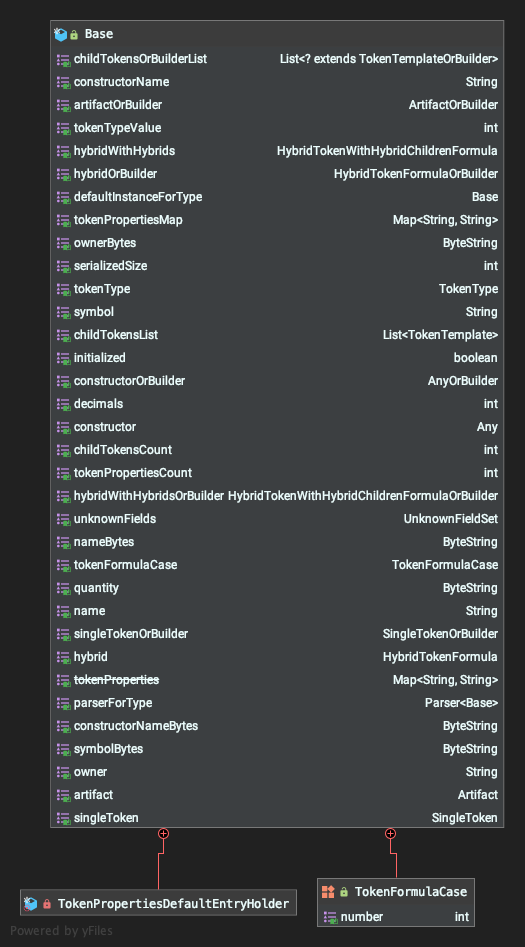 Base
childTokensOrBuilderList List<? extends TokenTemplateOrBuilder>
constructorName String
artifactOrBuilder ArtifactOrBuilder
tokenTypeValue int
hybridWithHybrids HybridTokenWithHybridChildrenFormula
hybridOrBuilder HybridTokenFormulaOrBuilder
defaultInstanceForType Base
tokenPropertiesMap Map<String, String>
ownerBytes ByteString
serializedSize int
tokenType TokenType
symbol String
childTokensList List<TokenTemplate>
initialized boolean
constructorOrBuilder AnyOrBuilder
decimals int
constructor Any
childTokensCount int
tokenPropertiesCount int
hybridWithHybridsOrBuilder HybridTokenWithHybridChildrenFormulaOrBuilder
unknownFields UnknownFieldSet
nameBytes ByteString
tokenFormulaCase TokenFormulaCase
quantity ByteString
name String
singleTokenOrBuilder SingleTokenOrBuilder
hybrid HybridTokenFormula
tokenProperties Map<String, String>
parserForType Parser<Base>
constructorNameBytes ByteString
symbolBytes ByteString
owner String
artifact Artifact
singleToken SingleToken
TokenPropertiesDefaultEntryHolder
TokenFormulaCase
number int
Powered by yFiles